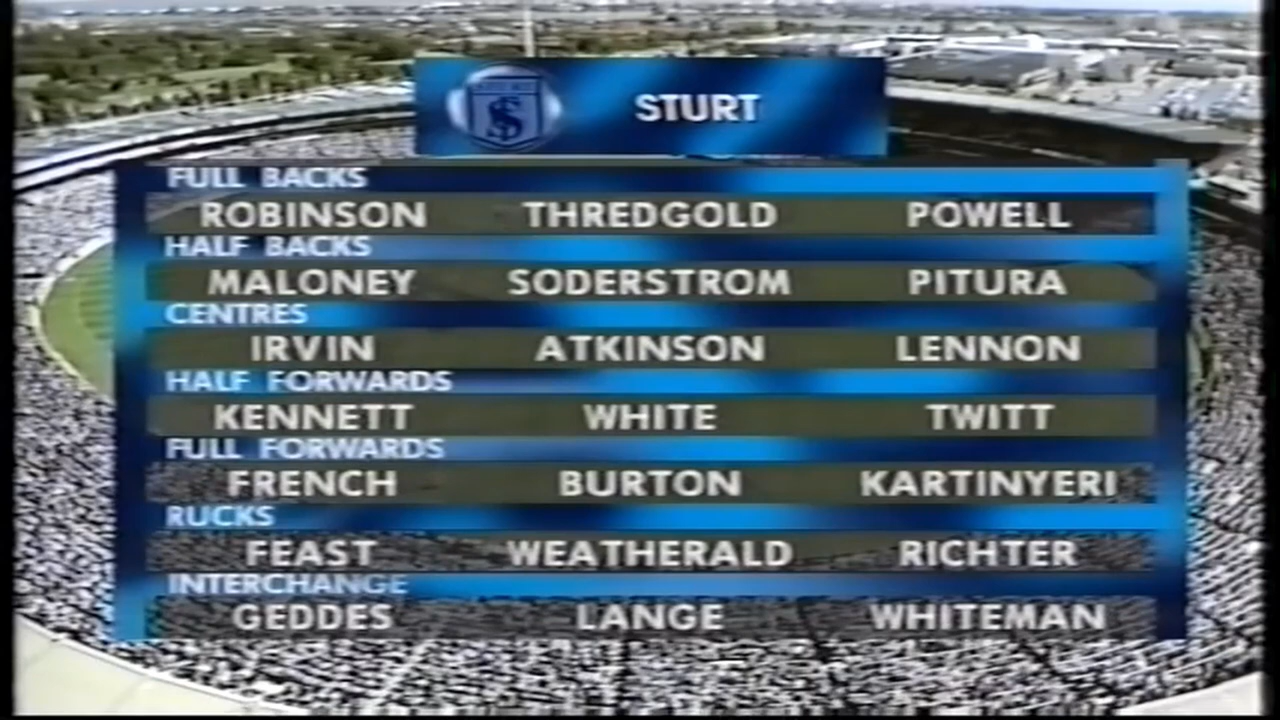 STURT
FULL BACKS
ROBINSON THREDGOLD POWELL
HALF BACKS
MALONEY SODERSTROM PITURA
CENTRES
IRVIN ATKINSON LENNON
HALF FORWARDS
KENNETT WHITE TWITT
FULL FORWARDS
FRENCH BURTON KARTINYERI
RUCKS
FEAST WEATHERALD RICHTER
INTERCHANGE
GEDDES LANGE WHITEMAN